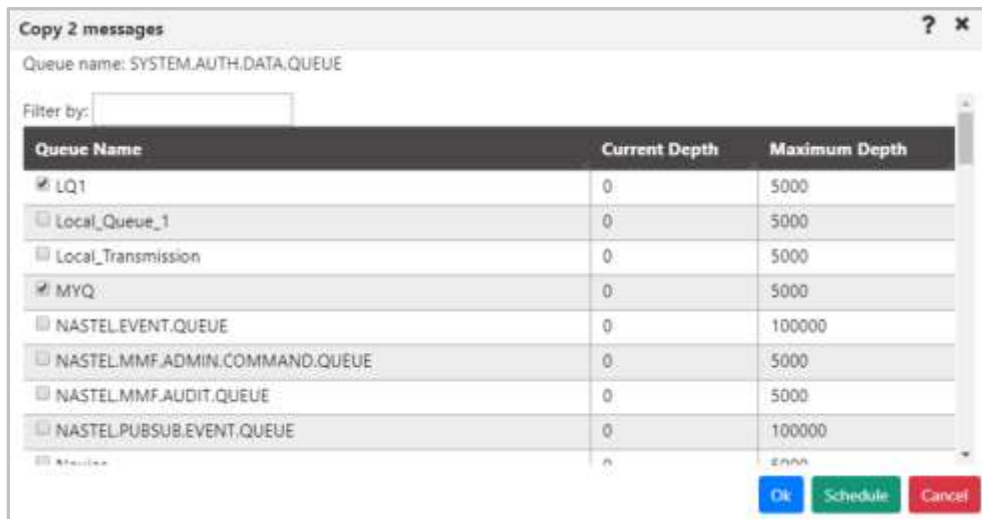 Copy 2 messages ? ✖
Queue name: SYSTEM.AUTH.DATA.QUEUE
Filter by:
Queue Name Current Depth Maximum Depth
LQ1 0 5000
Local_Queue_1 0 5000
Local_Transmission 0 5000
MYQ 0 5000
NASTEL.EVENT.QUEUE 0 100000
NASTEL.MMF.ADMIN.COMMAND.QUEUE 0 5000
NASTEL.MMF.AUDIT.QUEUE 0 5000
NASTEL.PUBSUB.EVENT.QUEUE 0 100000
Ok Schedule Cancel